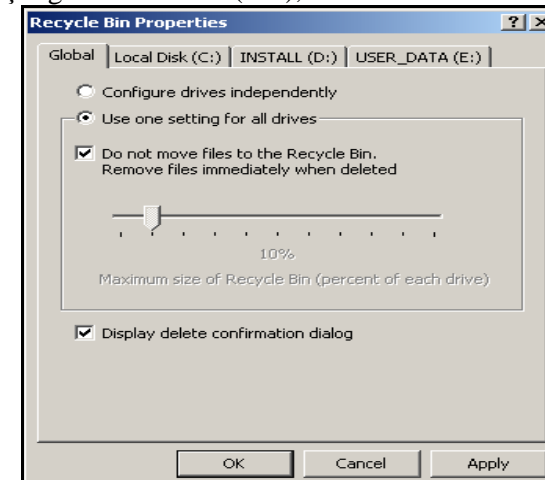 Recycle Bin Properties
Global Local Disk (C:) INSTALL (D:) USER_DATA (E:)
Configure drives independently
Use one setting for all drives
Do not move files to the Recycle Bin.
Remove files immediately when deleted
10%
Maximum size of Recycle Bin (percent of each drive)
Display delete confirmation dialog
OK Cancel Apply